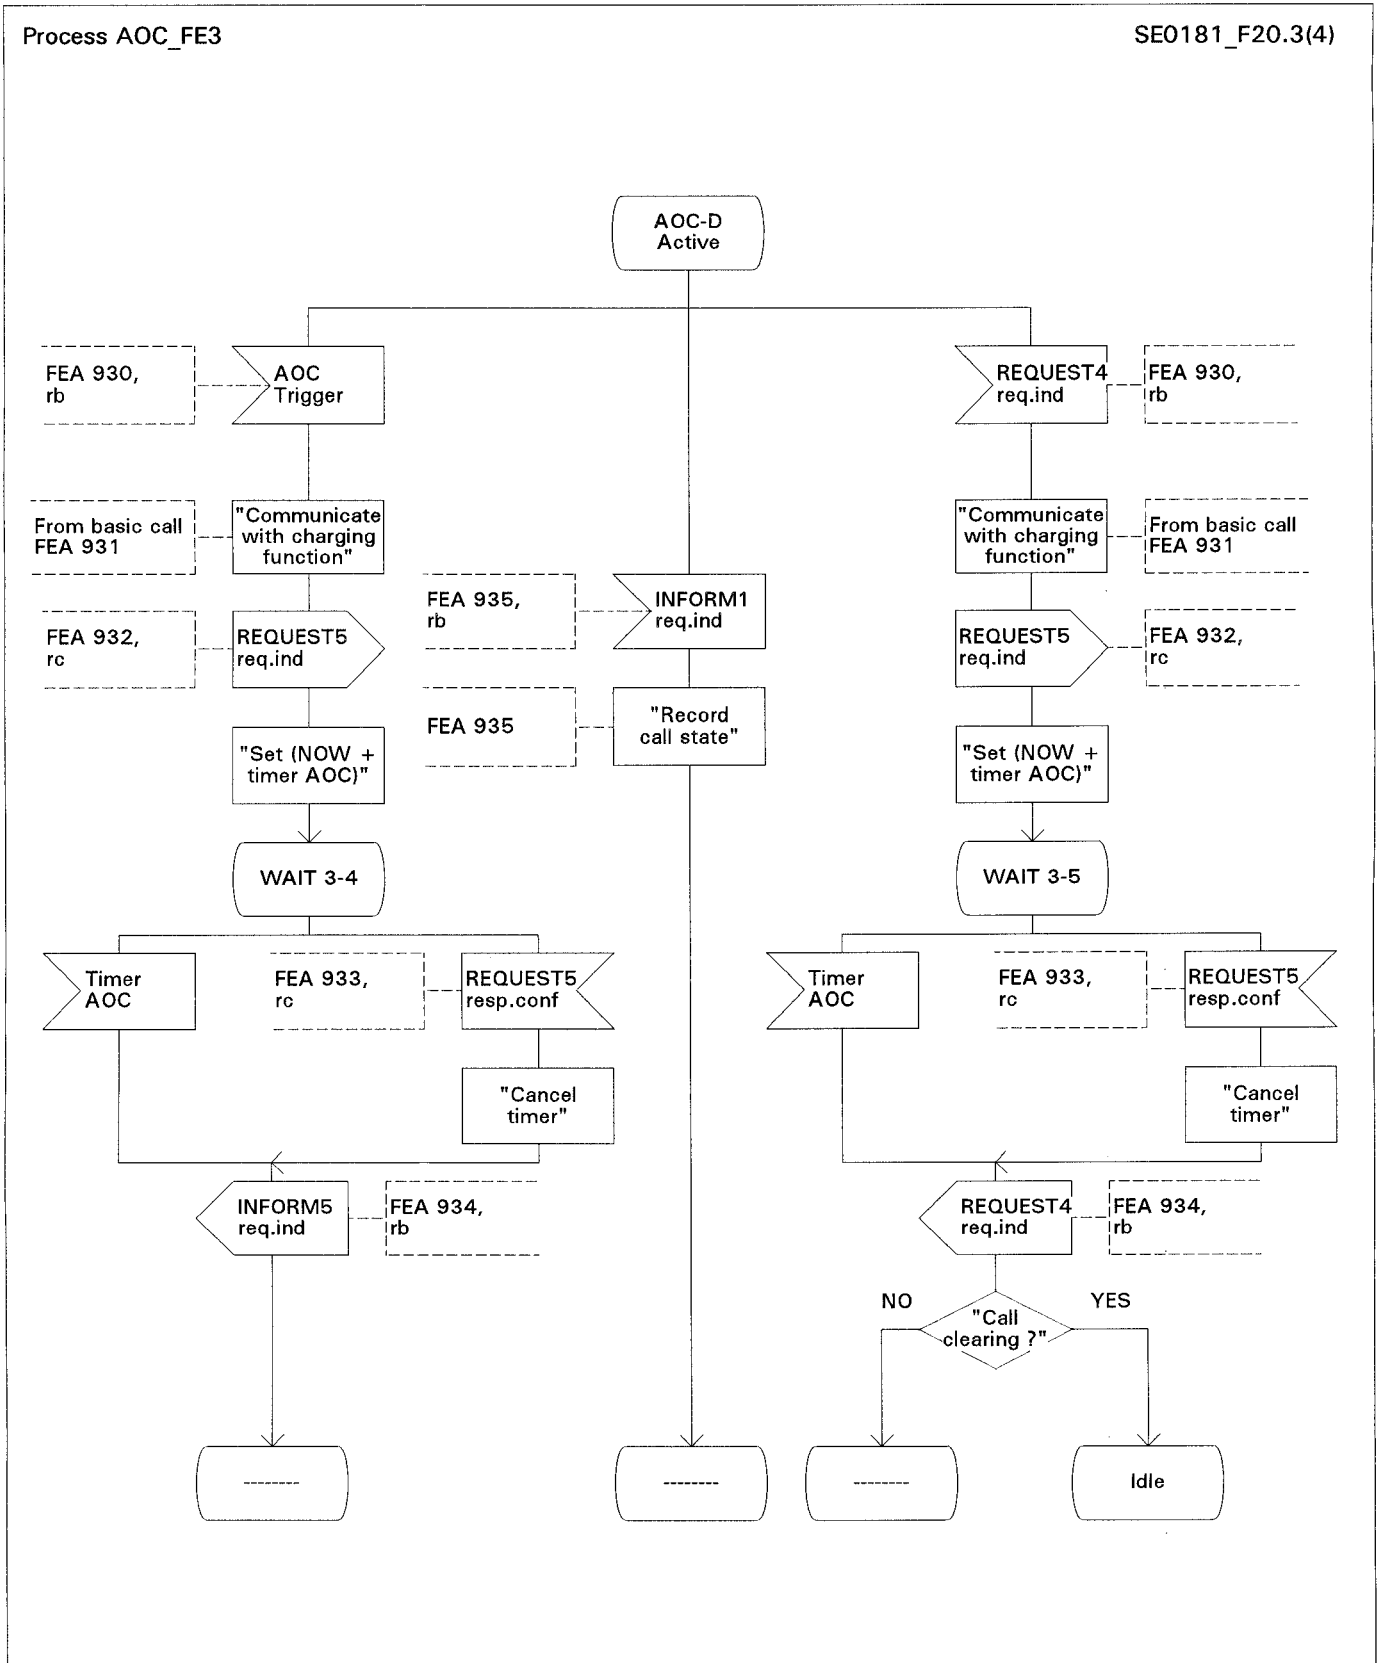 Process AOC_FE3
SE0181_F20.3(4)
AOC-D
Active
FEA 930,
rb
AOC
Trigger
REQUEST4
req.ind
FEA 930,
rb
From basic call
FEA 931
"Communicate
with charging
function"
"Communicate
with charging
function"
From basic call
FEA 931
FEA 935,
rb
INFORM1
req.ind
FEA 932,
rc
REQUEST5
req.ind
REQUEST5
req.ind
FEA 932,
rc
FEA 935
"Record
call state"
"Set (NOW +
timer AOC)"
"Set (NOW +
timer AOC)"
WAIT 3-4
WAIT 3-5
Timer
AOC
FEA 933,
rc
REQUEST5
resp.conf
Timer
AOC
FEA 933,
rc
REQUEST5
resp.conf
"Cancel
timer"
"Cancel
timer"
INFORM5
req.ind
FEA 934,
rb
REQUEST4
req.ind
FEA 934,
rb
NO
YES
"Call
clearing ?"
--------
--------
--------
Idle